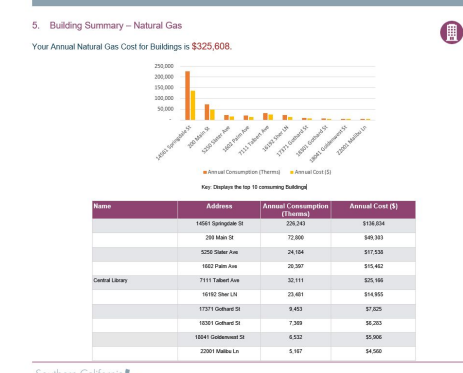 5. Building Summary – Natural Gas
Your Annual Natural Gas Cost for Buildings is $325,608.
250,000
200,000
150,000
100,000
50,000
-
14561 Springdale St
200 Main St
5250 Slater Ave
1602 Palm Ave
7111 Talbert Ave
16192 Sher LN
17371 Gothard St
18301 Gothard St
18041 Goldenwest St
22001 Malibu Ln
Annual Consumption (Therms) Annual Cost ($)
Key: Displays the top 10 consuming Buildings
Name Address Annual Consumption (Therms) Annual Cost ($)
14561 Springdale St 226,243 $136,834
200 Main St 72,800 $49,303
5250 Slater Ave 24,184 $17,538
1602 Palm Ave 20,397 $15,462
Central Library 7111 Talbert Ave 32,111 $25,166
16192 Sher LN 23,481 $14,955
17371 Gothard St 9,453 $7,825
18301 Gothard St 7,389 $6,283
18041 Goldenwest St 6,532 $5,906
22001 Malibu Ln 5,167 $4,560
Southern California